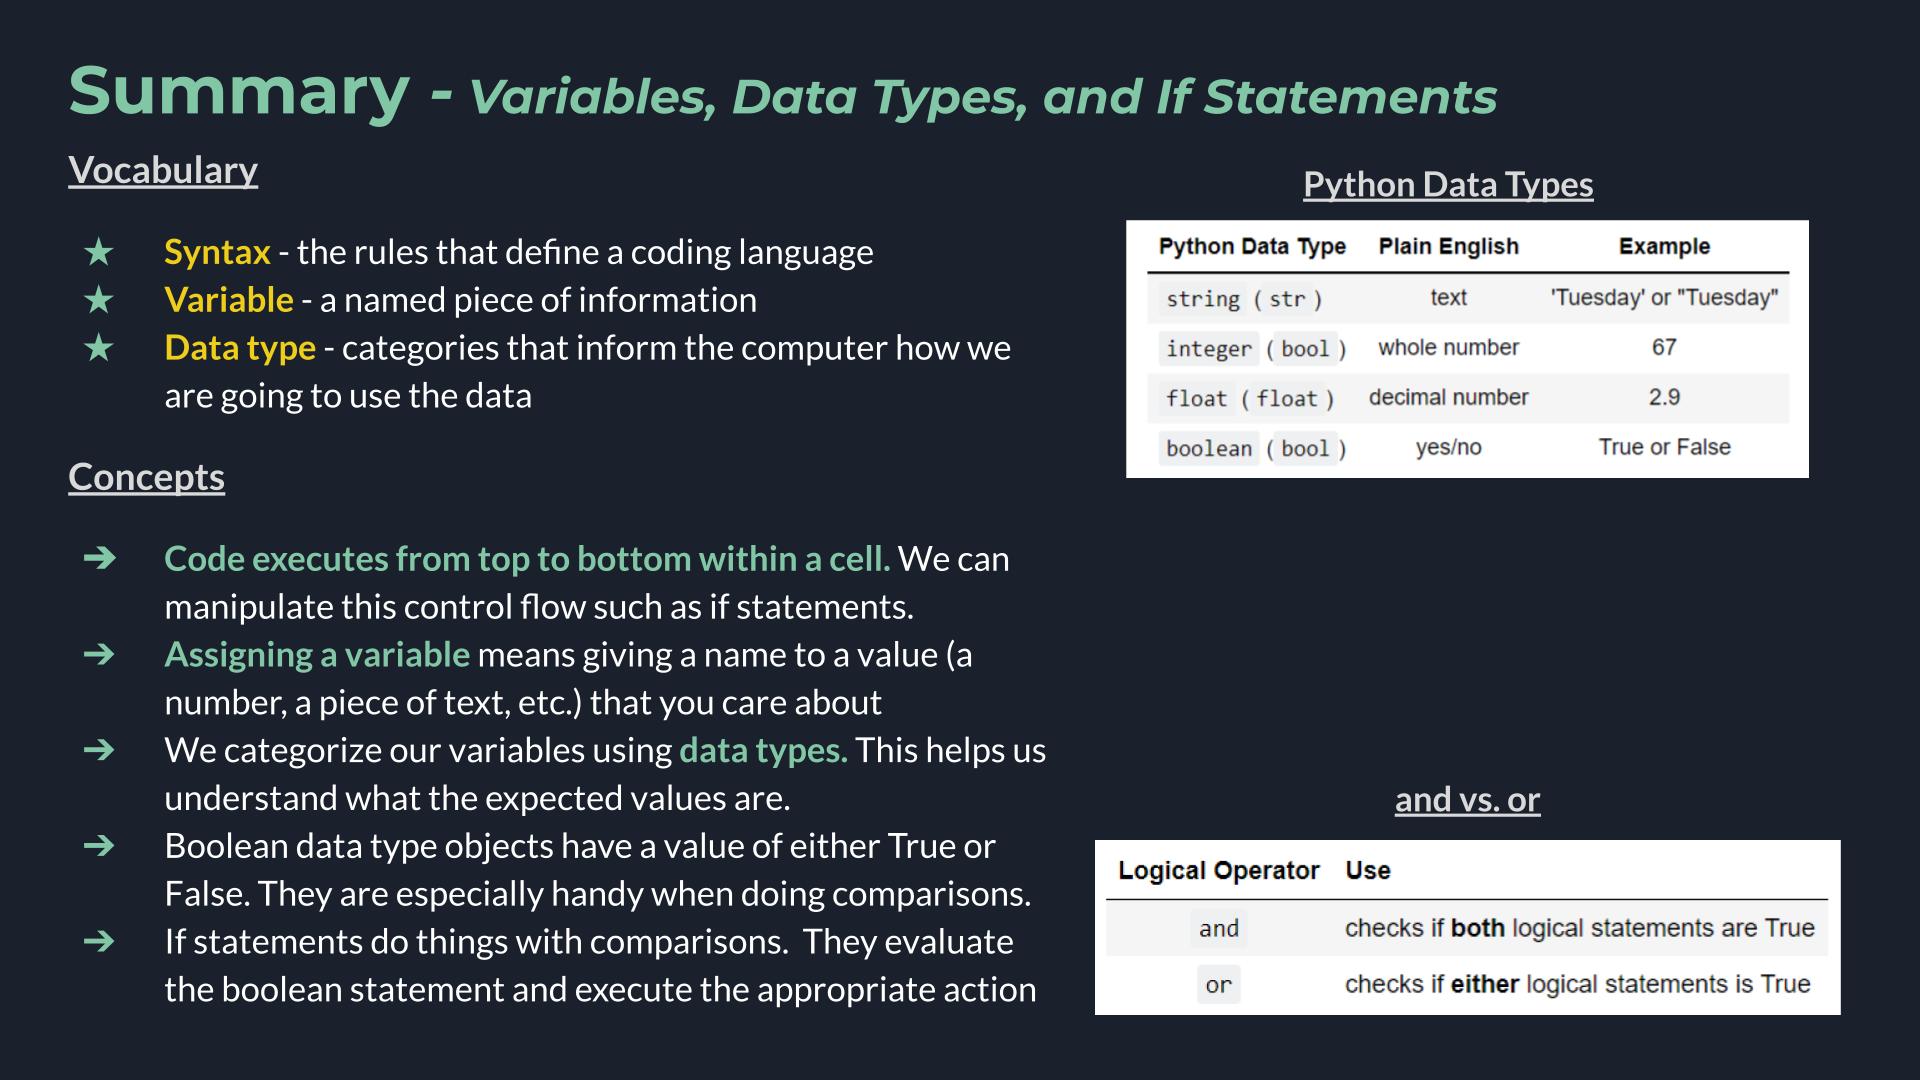 Summary - Variables, Data Types, and If Statements
Vocabulary
★ Syntax - the rules that define a coding language
★ Variable - a named piece of information
★ Data type - categories that inform the computer how we
are going to use the data
Concepts
➔ Code executes from top to bottom within a cell. We can
manipulate this control flow such as if statements.
➔ Assigning a variable means giving a name to a value (a
number, a piece of text, etc.) that you care about
➔ We categorize our variables using data types. This helps us
understand what the expected values are.
➔ Boolean data type objects have a value of either True or
False. They are especially handy when doing comparisons.
➔ If statements do things with comparisons.  They evaluate
the boolean statement and execute the appropriate action
Python Data Types
Python Data Type Plain English Example
string (str) text 'Tuesday' or "Tuesday"
integer (bool) whole number 67
float (float) decimal number 2.9
boolean (bool) yes/no True or False
and vs. or
Logical Operator Use
and checks if both logical statements are True
or checks if either logical statements is True